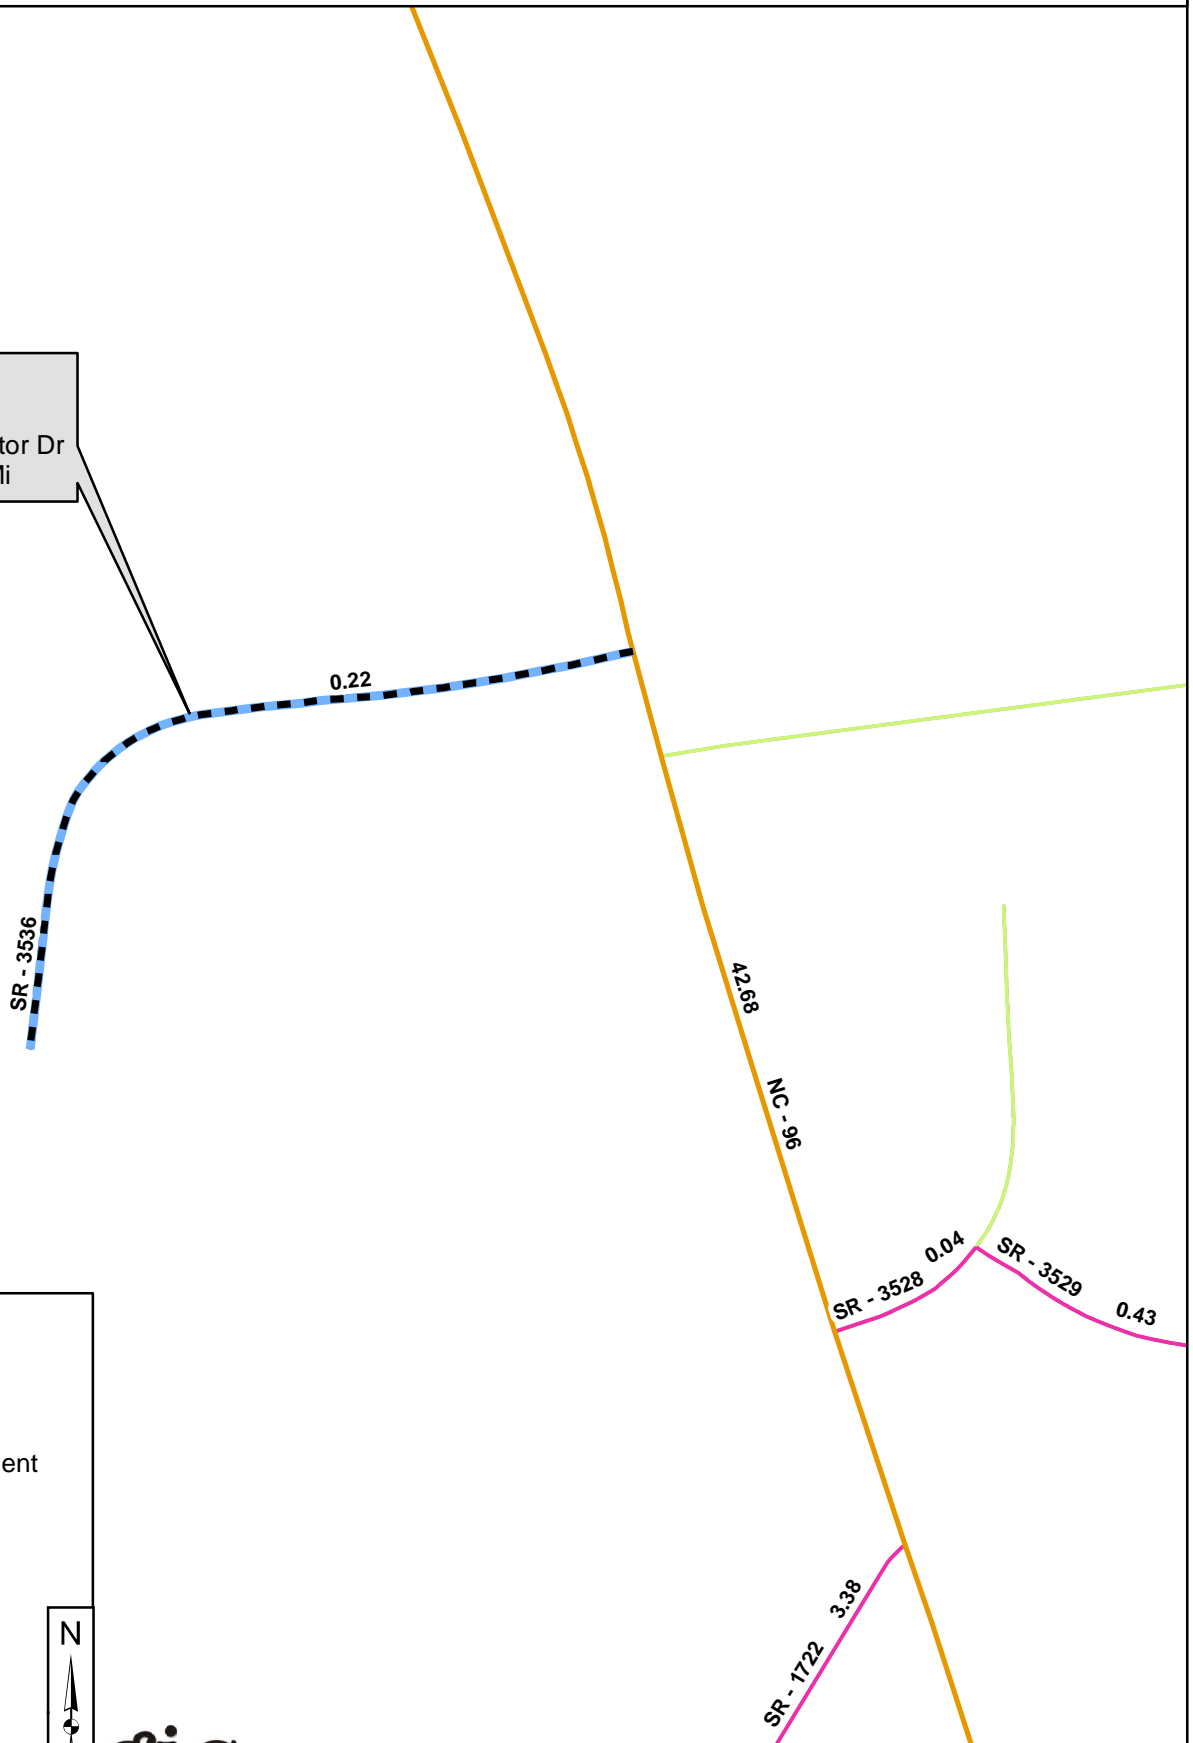 tor Dr
0.22
SR - 3536
42.68
NC - 96
0.04
SR - 3528
SR - 3529
0.43
ent
3.38
SR - 1722
N